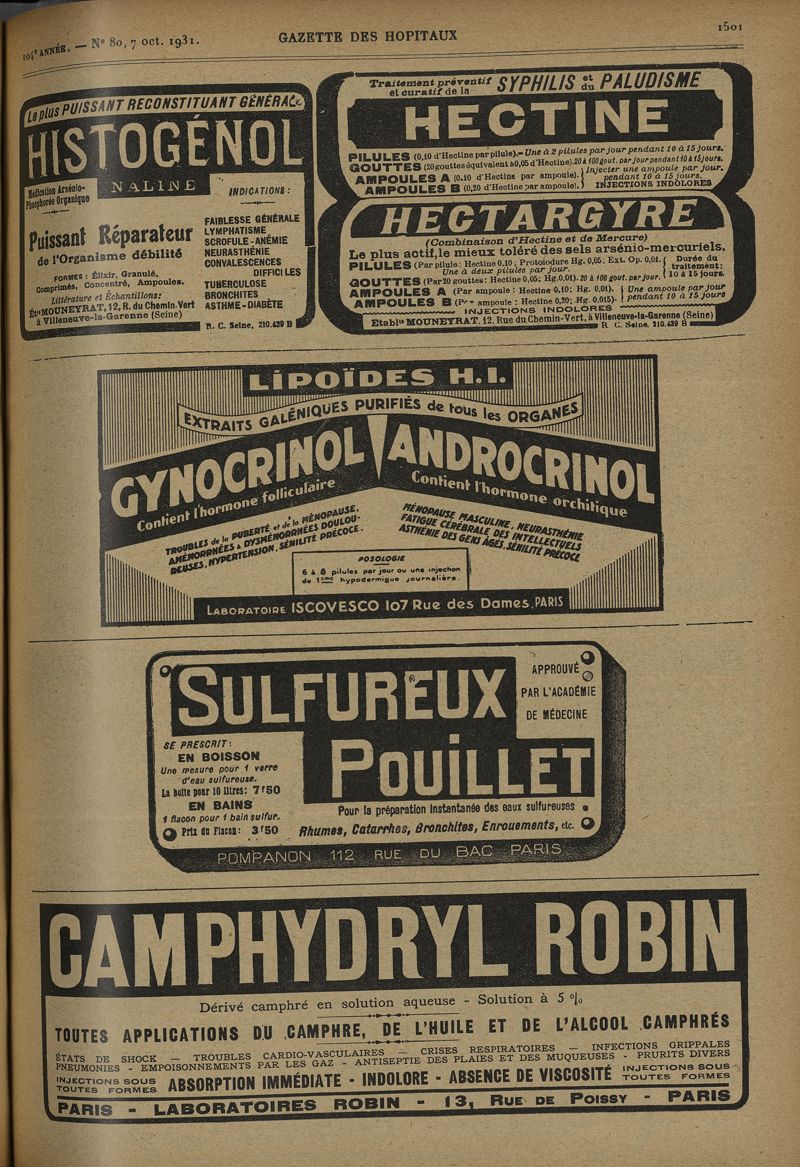 104e ANNÉE. — N° 80, 7 oct. 1931.
GAZETTE DES HOPITAUX
1501
Le plus PUISSANT RECONSTITUANT GÉNÉRAL
HISTOGÉNOL
NALINE
Médication Arsénio-
Phosphorée Organique
Puissant Réparateur
de l'Organisme débilité
FORMES : Élixir, Granulé,
Comprimés, Concentré, Ampoules.
Littérature et Échantillons:
Éts MOUNEYRAT, 12, R. du Chemin-Vert
à Villeneuve-la-Garenne (Seine)
INDICATIONS :
FAIBLESSE GÉNÉRALE
LYMPHATISME
SCROFULE - ANÉMIE
NEURASTHÉNIE
CONVALESCENCES
DIFFICILES
TUBERCULOSE
BRONCHITES
ASTHME - DIABÈTE
R. C. Seine, 210.439 B
Traitement préventif et curatif de la SYPHILIS et du PALUDISME
HECTINE
PILULES (0,10 d'Hectine par pilule).- Une à 2 pilules par jour pendant 10 à 15 jours.
GOUTTES (20 gouttes équivalent à 0,05 d'Hectine). 20 à 100 gout. par jour pendant 10 à 15 jours.
AMPOULES A (0,10 d'Hectine par ampoule). Injecter une ampoule par jour.
AMPOULES B (0,20 d'Hectine par ampoule). pendant 10 à 15 jours.
INJECTIONS INDOLORES
HECTARGYRE
(Combinaison d'Hectine et de Mercure)
Le plus actif, le mieux toléré des sels arsénio-mercuriels.
PILULES (Par pilule: Hectine 0,10; Protoiodure Hg. 0,05; Ext. Op. 0,01.
Une à deux pilules par jour.
GOUTTES (Par 20 gouttes: Hectine 0,05; Hg. 0,01). 20 à 100 gout. par jour.
Durée du
traitement:
10 à 15 jours.
AMPOULES A (Par ampoule: Hectine 0,10; Hg. 0,01). Une ampoule par jour
AMPOULES B (Par ampoule: Hectine 0,20; Hg. 0,015). pendant 10 à 15 jours
INJECTIONS INDOLORES
Etablts MOUNEYRAT, 12, Rue du Chemin-Vert, à Villeneuve-la-Garenne (Seine)
R. C. Seine, 210.439 B
LIPOÏDES H.I.
EXTRAITS GALÉNIQUES PURIFIÉS de tous les ORGANES
GYNOCRINOL
Contient l'hormone folliculaire
TROUBLES de la PUBERTÉ et de la MÉNOPAUSE,
AMÉNORRHÉES & DYSMÉNORRHÉES DOULOU-
REUSES, HYPERTENSION, SÉNILITÉ PRÉCOCE.
ANDROCRINOL
Contient l'hormone orchitique
MÉNOPAUSE MASCULINE, NEURASTHÉNIE
FATIGUE CÉRÉBRALE DES INTELLECTUELS
ASTHÉNIE DES GENS AGÉS, SÉNILITÉ PRÉCOCE
POSOLOGIE
6 à 8 pilules par jour ou une injection
de 1cmc hypodermique journalière.
LABORATOIRE ISCOVESCO 107 Rue des Dames, PARIS
SULFUREUX
POUILLET
APPROUVÉ
PAR L'ACADÉMIE
DE MÉDECINE
SE PRESCRIT:
EN BOISSON
Une mesure pour 1 verre
d'eau sulfureuse.
La boîte pour 10 litres: 7f50
EN BAINS
1 flacon pour 1 bain sulfur.
Prix du Flacon: 3f50
Pour la préparation instantanée des eaux sulfureuses
Rhumes, Catarrhes, Bronchites, Enrouements, etc.
POMPANON 112 RUE DU BAC PARIS
CAMPHYDRYL ROBIN
Dérivé camphré en solution aqueuse - Solution à 5 %
TOUTES APPLICATIONS DU CAMPHRE, DE L'HUILE ET DE L'ALCOOL CAMPHRÉS
ÉTATS DE SHOCK — TROUBLES CARDIO-VASCULAIRES — CRISES RESPIRATOIRES — INFECTIONS GRIPPALES
PNEUMONIES - EMPOISONNEMENTS PAR LES GAZ - ANTISEPTIE DES PLAIES ET DES MUQUEUSES - PRURITS DIVERS
INJECTIONS SOUS
TOUTES FORMES
ABSORPTION IMMÉDIATE - INDOLORE - ABSENCE DE VISCOSITÉ
INJECTIONS SOUS
TOUTES FORMES
PARIS - LABORATOIRES ROBIN - 13, RUE DE POISSY - PARIS